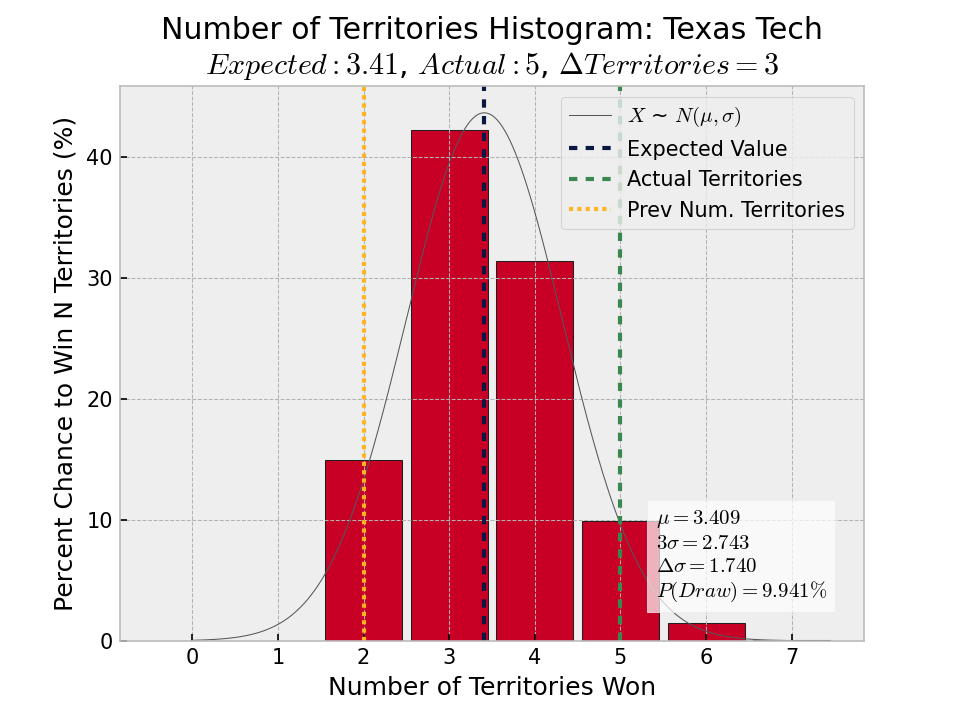 Number of Territories Histogram: Texas Tech
Expected : 3.41, Actual : 5, ΔTerritories = 3
Percent Chance to Win N Territories (%)
40
30
20
10
0
X ~ N(μ, σ)
Expected Value
Actual Territories
Prev Num. Territories
μ = 3.409
3σ = 2.743
Δσ = 1.740
P(Draw) = 9.941%
0 1 2 3 4 5 6 7
Number of Territories Won